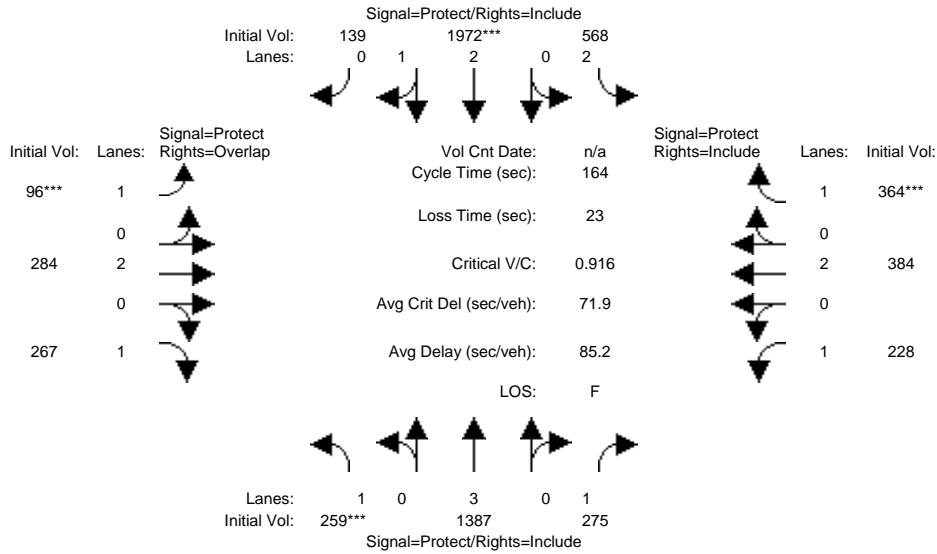 Signal=Protect/Rights=Include
Initial Vol: 139 1972*** 568
Lanes: 0 1 2 0 2
Signal=Protect Signal=Protect
Initial Vol: Lanes: Rights=Overlap Vol Cnt Date: n/a Rights=Include Lanes: Initial Vol:
Cycle Time (sec): 164
96*** 1 1 364***
Loss Time (sec): 23
0 0
284 2 Critical V/C: 0.916 2 384
0 Avg Crit Del (sec/veh): 71.9 0
267 1 Avg Delay (sec/veh): 85.2 1 228
LOS: F
Lanes: 1 0 3 0 1
Initial Vol: 259*** 1387 275
Signal=Protect/Rights=Include